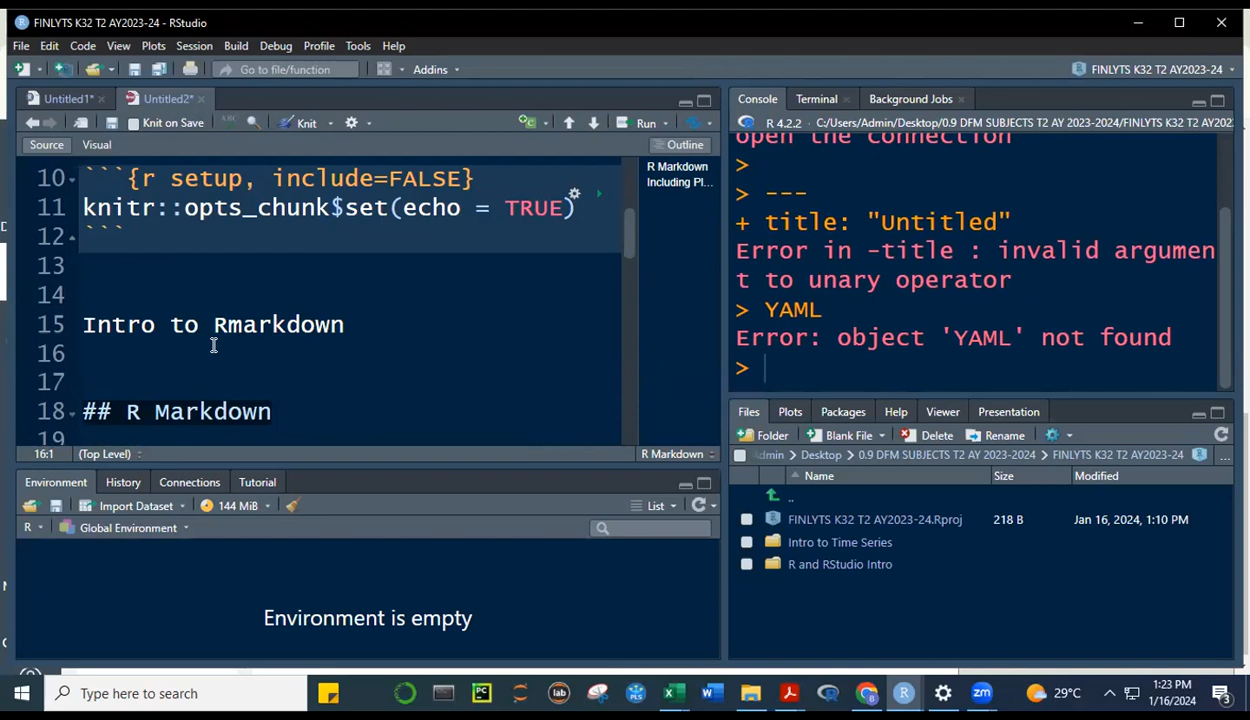 FINLYTS K32 T2 AY2023-24 - RStudio
File Edit Code View Plots Session Build Debug Profile Tools Help
Go to file/function
Addins
FINLYTS K32 T2 AY2023-24
Untitled1*
Untitled2*
Knit on Save
Knit
Run
Source
Visual
Outline
10 ```{r setup, include=FALSE}
11 knitr::opts_chunk$set(echo = TRUE)
12 ```
13
14
15 Intro to Rmarkdown
16
17
18 ## R Markdown
19
R Markdown
Including Pl...
16:1
(Top Level)
R Markdown
Console
Terminal
Background Jobs
R 4.2.2 . C:/Users/Admin/Desktop/0.9 DFM SUBJECTS T2 AY 2023-2024/FINLYTS K32 T2 AY2023
open the connection
>
> ---
+ title: "Untitled"
Error in -title : invalid argumen
t to unary operator
> YAML
Error: object 'YAML' not found
>
Environment
History
Connections
Tutorial
Import Dataset
144 MiB
List
R
Global Environment
Environment is empty
Files
Plots
Packages
Help
Viewer
Presentation
Folder
Blank File
Delete
Rename
dmin
Desktop
0.9 DFM SUBJECTS T2 AY 2023-2024
FINLYTS K32 T2 AY2023-24
...
Name
Size
Modified
..
FINLYTS K32 T2 AY2023-24.Rproj
218 B
Jan 16, 2024, 1:10 PM
Intro to Time Series
R and RStudio Intro
Type here to search
29°C
1:23 PM
1/16/2024
3